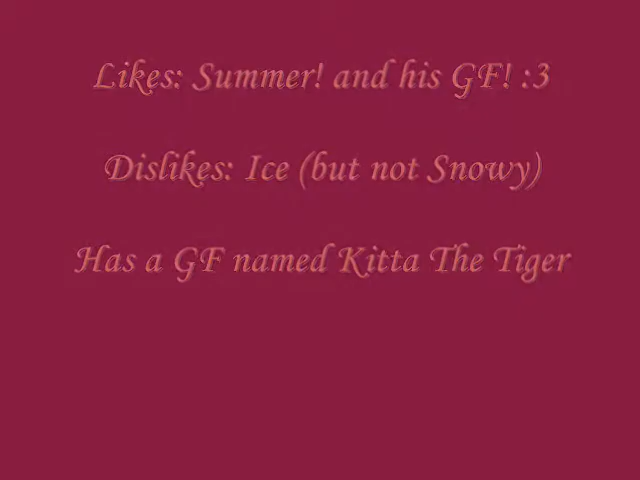 Likes: Summer! and his GF! :3
Dislikes: Ice (but not Snowy)
Has a GF named Kitta The Tiger